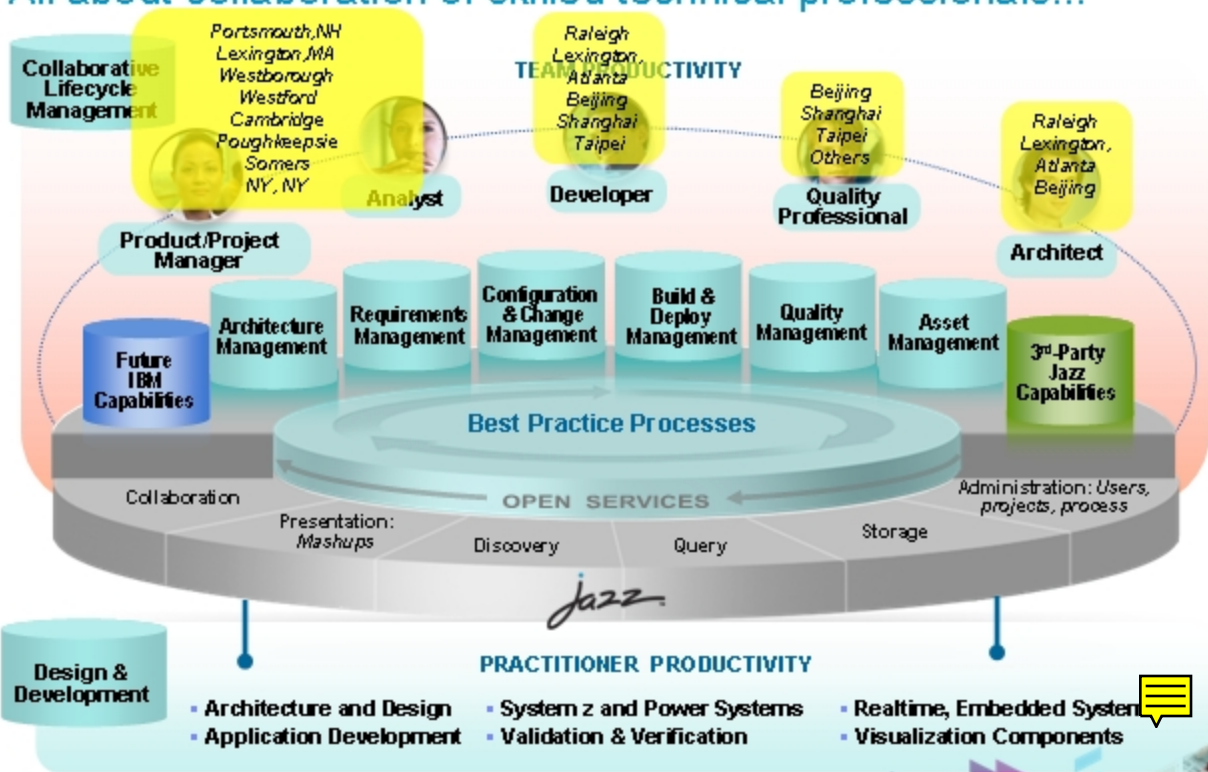 Collaborative
Lifecycle
Management
Portsmouth,NH
Lexington,MA
Westborough
Westford
Cambridge
Poughkeepsie
Somers
NY, NY
TEAM PRODUCTIVITY
Raleigh
Lexington,
Atlanta
Beijing
Shanghai
Taipei
Beijing
Shanghai
Taipei
Others
Raleigh
Lexington,
Atlanta
Beijing
Product/Project
Manager
Analyst
Developer
Quality
Professional
Architect
Future
IBM
Capabilities
Architecture
Management
Requirements
Management
Configuration
& Change
Management
Build &
Deploy
Management
Quality
Management
Asset
Management
3rd-Party
Jazz
Capabilities
Best Practice Processes
OPEN SERVICES
Collaboration
Presentation:
Mashups
Discovery
Query
Storage
Administration: Users,
projects, process
jazz
Design &
Development
PRACTITIONER PRODUCTIVITY
▪ Architecture and Design
▪ Application Development
▪ System z and Power Systems
▪ Validation & Verification
▪ Realtime, Embedded
▪ Visualization Components